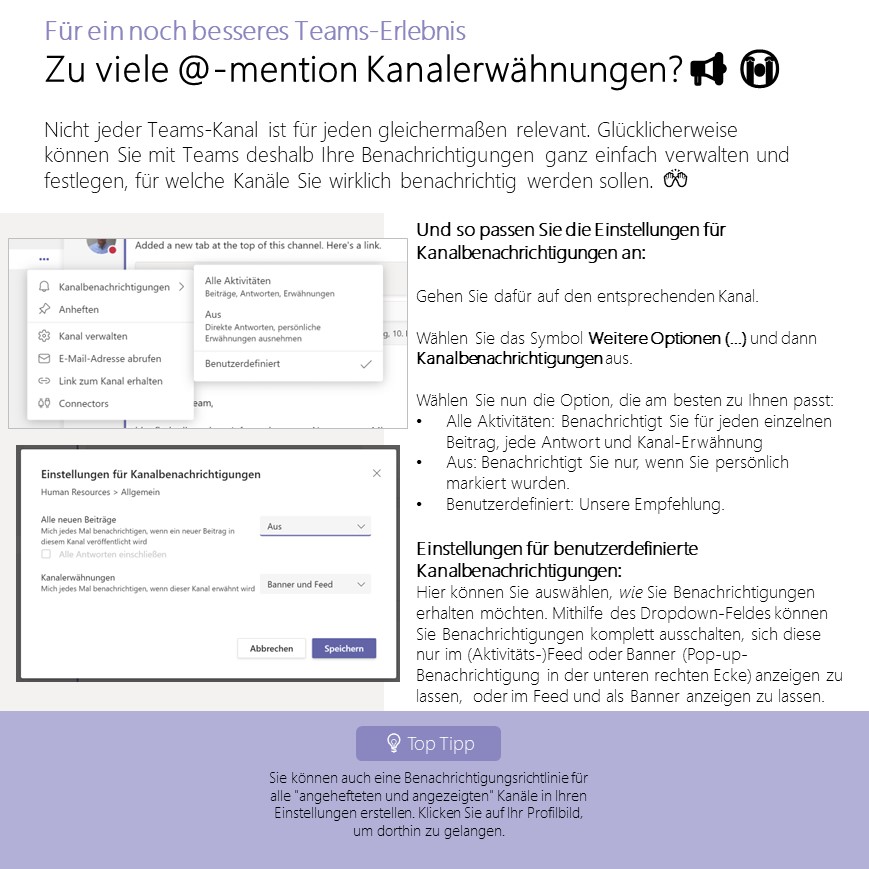 Für ein noch besseres Teams-Erlebnis
Zu viele @-mention Kanalerwähnungen?
Nicht jeder Teams-Kanal ist für jeden gleichermaßen relevant. Glücklicherweise
können Sie mit Teams deshalb Ihre Benachrichtigungen ganz einfach verwalten und
festlegen, für welche Kanäle Sie wirklich benachrichtig werden sollen.
Added a new tab at the top of this channel. Here's a link.
Kanalbenachrichtigungen
Anheften
Kanal verwalten
E-Mail-Adresse abrufen
Link zum Kanal erhalten
Connectors
Alle Aktivitäten
Beiträge, Antworten, Erwähnungen
Aus
Direkte Antworten, persönliche
Erwähnungen ausnehmen
Benutzerdefiniert
g, 10.
eam,
Einstellungen für Kanalbenachrichtigungen
Human Resources > Allgemein
Alle neuen Beiträge
Mich jedes Mal benachrichtigen, wenn ein neuer Beitrag in
diesem Kanal veröffentlicht wird
Aus
Alle Antworten einschließen
Kanalerwähnungen
Mich jedes Mal benachrichtigen, wenn dieser Kanal erwähnt wird
Banner und Feed
Abbrechen
Speichern
Und so passen Sie die Einstellungen für
Kanalbenachrichtigungen an:
Gehen Sie dafür auf den entsprechenden Kanal.
Wählen Sie das Symbol Weitere Optionen (...) und dann
Kanalbenachrichtigungen aus.
Wählen Sie nun die Option, die am besten zu Ihnen passt:
• Alle Aktivitäten: Benachrichtigt Sie für jeden einzelnen
Beitrag, jede Antwort und Kanal-Erwähnung
• Aus: Benachrichtigt Sie nur, wenn Sie persönlich
markiert wurden.
• Benutzerdefiniert: Unsere Empfehlung.
Einstellungen für benutzerdefinierte
Kanalbenachrichtigungen:
Hier können Sie auswählen, wie Sie Benachrichtigungen
erhalten möchten. Mithilfe des Dropdown-Feldes können
Sie Benachrichtigungen komplett ausschalten, sich diese
nur im (Aktivitäts-)Feed oder Banner (Pop-up-
Benachrichtigung in der unteren rechten Ecke) anzeigen zu
lassen, oder im Feed und als Banner anzeigen zu lassen.
Top Tipp
Sie können auch eine Benachrichtigungsrichtlinie für
alle "angehefteten und angezeigten" Kanäle in Ihren
Einstellungen erstellen. Klicken Sie auf Ihr Profilbild,
um dorthin zu gelangen.